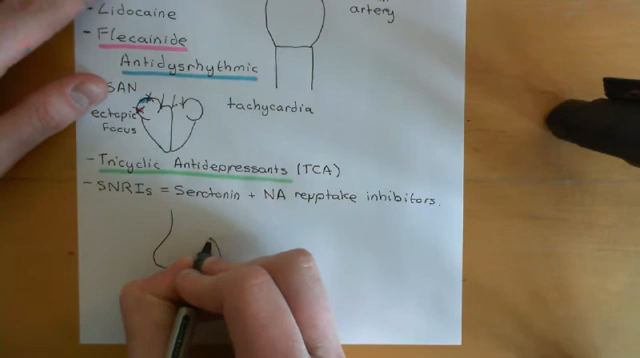 - Lidocaine
- Flecainide
Antidysrhythmic
artery
SAN
ectopic
focus
tachycardia
- Tricyclic Antidepressants (TCA)
- SNRIs = Serotonin + NA reuptake inhibitors.